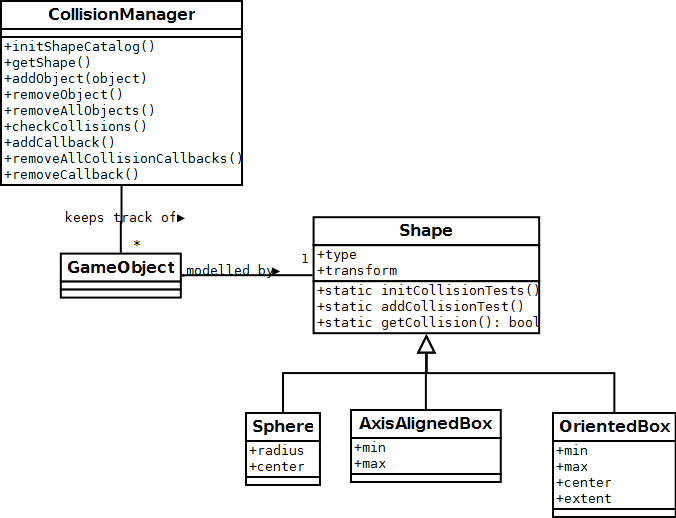 CollisionManager
+initShapeCatalog()
+getShape()
+addObject(object)
+removeObject()
+removeAllObjects()
+checkCollisions()
+addCallback()
+removeAllCollisionCallbacks()
+removeCallback()
keeps track of▶
*
GameObject
modelled by▶
1
Shape
+type
+transform
+static initCollisionTests()
+static addCollisionTest()
+static getCollision(): bool
Sphere
+radius
+center
AxisAlignedBox
+min
+max
OrientedBox
+min
+max
+center
+extent